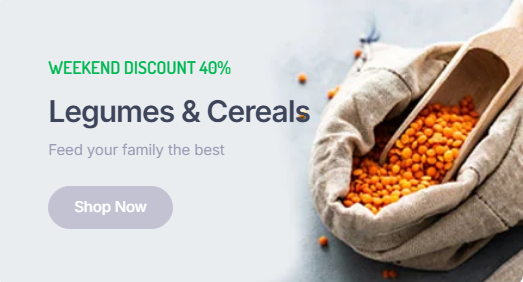 WEEKEND DISCOUNT 40%
Legumes & Cereals
Feed your family the best
Shop Now